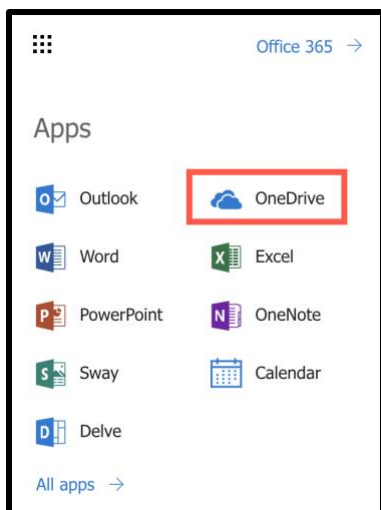 Office 365 →
Apps
Outlook OneDrive
Word Excel
PowerPoint OneNote
Sway Calendar
Delve
All apps →